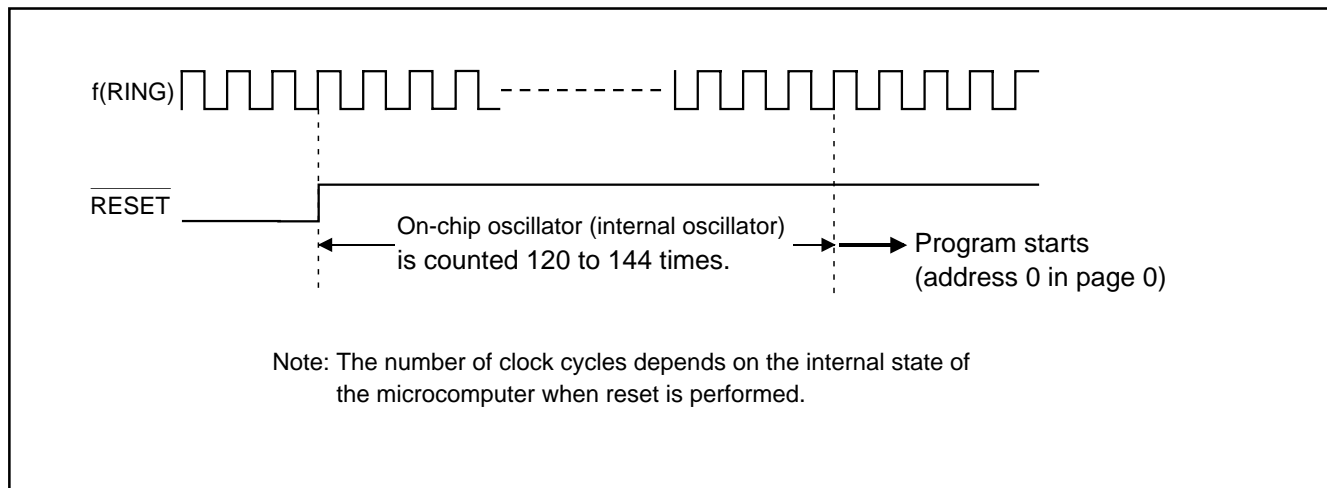 f(RING)
RESET
On-chip oscillator (internal oscillator)
is counted 120 to 144 times.
Program starts
(address 0 in page 0)
Note: The number of clock cycles depends on the internal state of
the microcomputer when reset is performed.